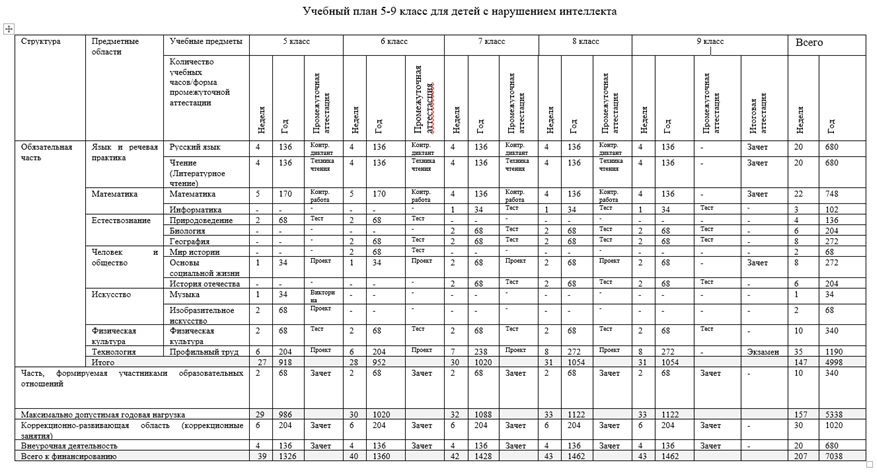 Учебный план 5-9 класс для детей с нарушением интеллекта
Структура Предметные области Учебные предметы 5 класс 6 класс 7 класс 8 класс 9 класс Всего
Количество учебных часов/форма промежуточной аттестации Неделя Год Промежуточная аттестация Неделя Год Промежуточная аттестация Неделя Год Промежуточная аттестация Неделя Год Промежуточная аттестация Неделя Год Промежуточная аттестация Итоговая аттестация Неделя Год
Обязательная часть Язык и речевая практика Русский язык 4 136 Контр. диктант 4 136 Контр. диктант 4 136 Контр. диктант 4 136 Контр. диктант 4 136 - Зачет 20 680
Чтение (Литературное чтение) 4 136 Техника чтения 4 136 Техника чтения 4 136 Техника чтения 4 136 Техника чтения 4 136 - Зачет 20 680
Математика Математика 5 170 Контр. работа 5 170 Контр. работа 4 136 Контр. работа 4 136 Контр. работа 4 136 - Зачет 22 748
Информатика - - - - - - 1 34 Тест 1 34 Тест 1 34 Тест 3 102
Естествознание Природоведение 2 68 Тест 2 68 Тест - - - - - - - - - 4 136
Биология - - - - - - 2 68 Тест 2 68 Тест 2 68 Тест 6 204
География - - - 2 68 Тест 2 68 Тест 2 68 Тест 2 68 Тест 8 272
Человек и общество Мир истории - - - 2 68 Тест - - - - - - - - - 2 68
Основы социальной жизни 1 34 Проект 1 34 Проект 2 68 Проект 2 68 Проект 2 68 - Зачет 8 272
История отечества - - - - - - 2 68 Тест 2 68 Тест 2 68 Тест 6 204
Искусство Музыка 1 34 Викторина - - - - - - - - - - - - 1 34
Изобразительное искусство 2 68 Проект - - - - - - - - - - - - 2 68
Физическая культура Физическая культура 2 68 Тест 2 68 Тест 2 68 Тест 2 68 Тест 2 68 Тест - 10 340
Технология Профильный труд 6 204 Проект 6 204 Проект 7 238 Проект 8 272 Проект 8 272 - Экзамен 35 1190
Итого 27 918 28 952 30 1020 31 1054 31 1054 147 4998
Часть, формируемая участниками образовательных отношений 2 68 Зачет 2 68 Зачет 2 68 Зачет 2 68 Зачет 2 68 Зачет - 10 340
Максимально допустимая годовая нагрузка 29 986 30 1020 32 1088 33 1122 33 1122 157 5338
Коррекционно-развивающая область (коррекционные занятия) 6 204 Зачет 6 204 Зачет 6 204 Зачет 6 204 Зачет 6 204 Зачет - 30 1020
Внеурочная деятельность 4 136 Зачет 4 136 Зачет 4 136 Зачет 4 136 Зачет 4 136 Зачет - 20 680
Всего к финансированию 39 1326 40 1360 42 1428 43 1462 43 1462 207 7038